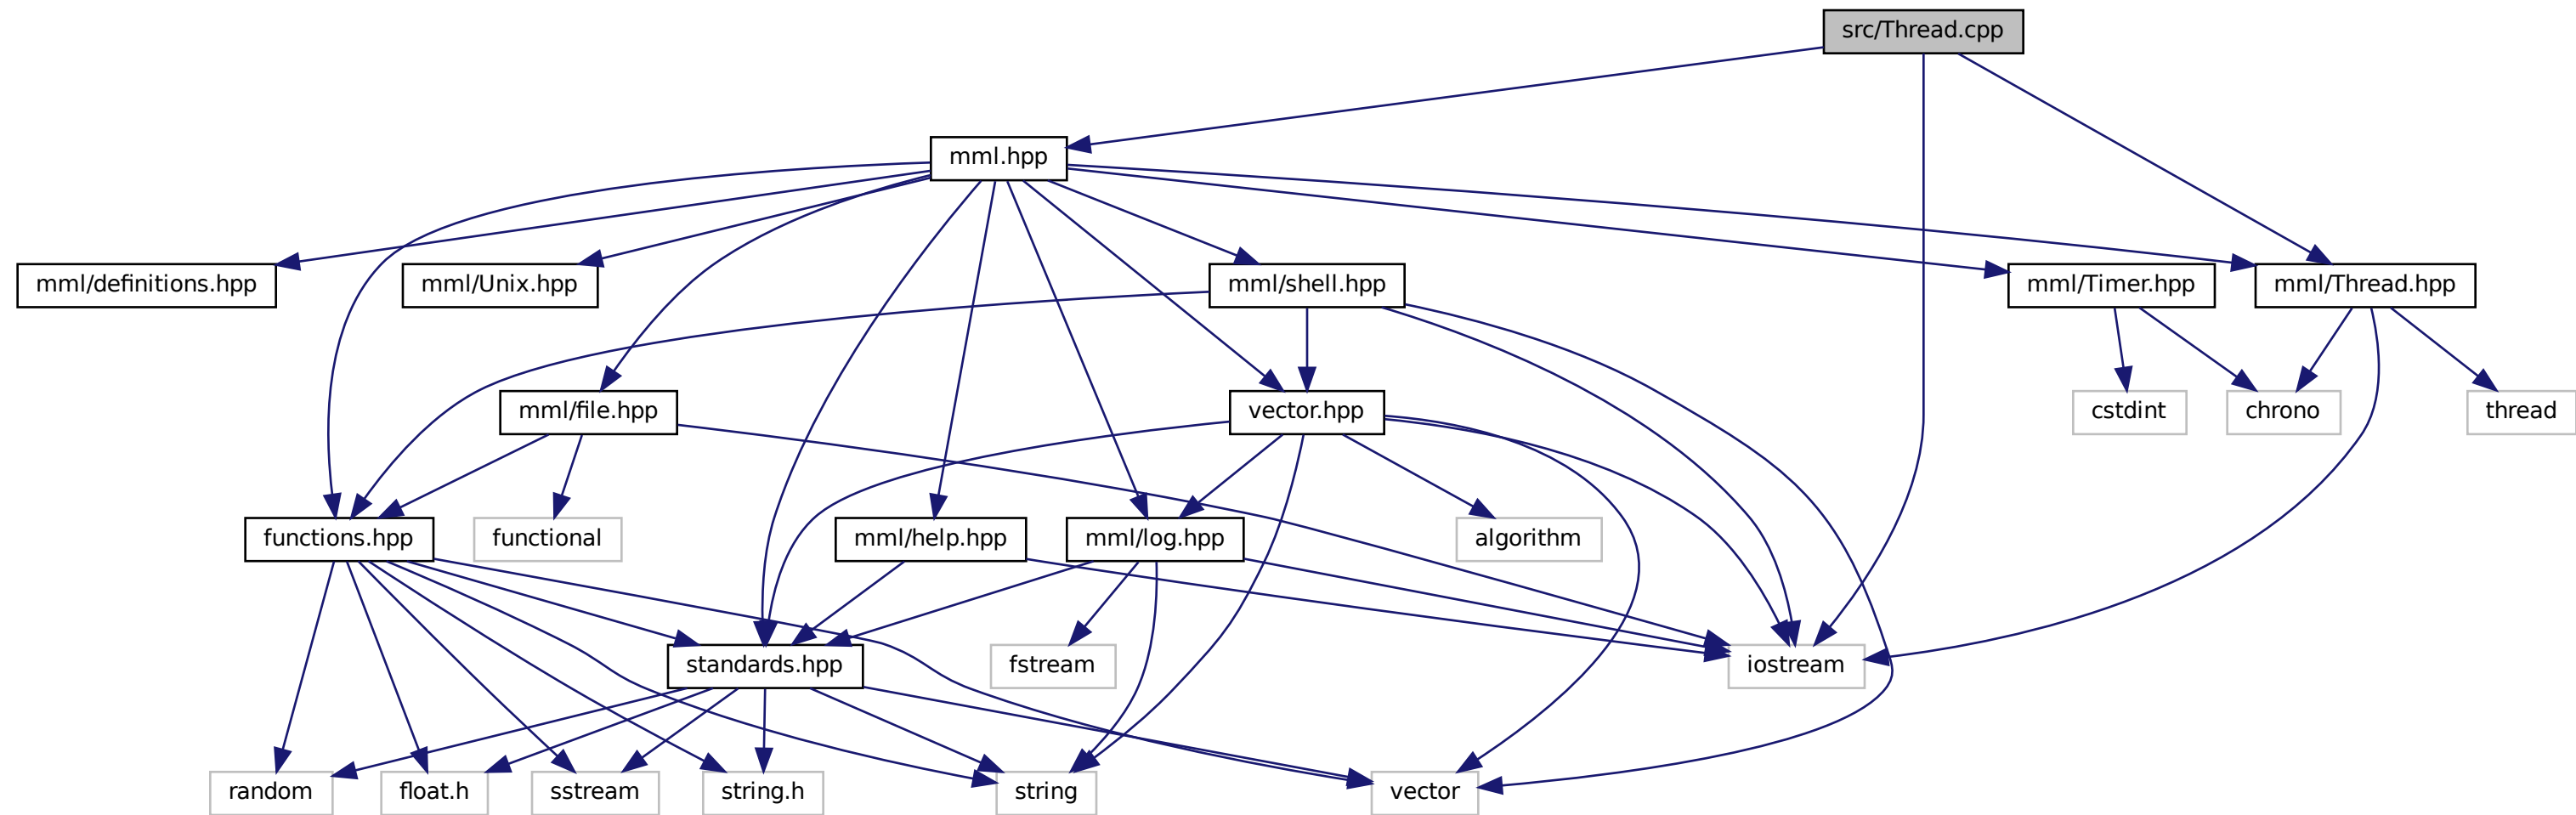 src/Thread.cpp
mml.hpp
mml/definitions.hpp
mml/Unix.hpp
mml/shell.hpp
mml/Timer.hpp
mml/Thread.hpp
mml/file.hpp
vector.hpp
cstdint
chrono
thread
functions.hpp
functional
mml/help.hpp
mml/log.hpp
algorithm
standards.hpp
fstream
iostream
random
float.h
sstream
string.h
string
vector